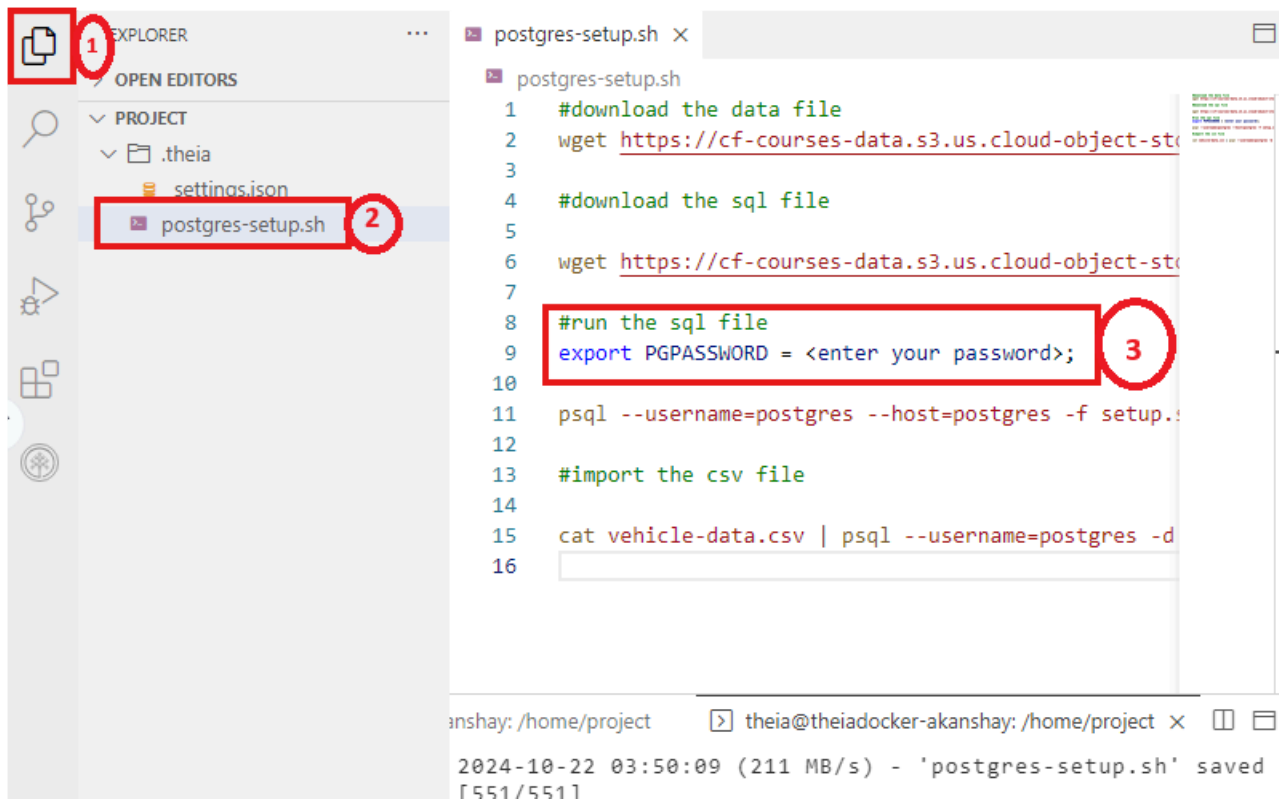 1
EXPLORER
...
OPEN EDITORS
PROJECT
.theia
settings.json
postgres-setup.sh
2
postgres-setup.sh ×
postgres-setup.sh
1 #download the data file
2 wget https://cf-courses-data.s3.us.cloud-object-sto
3
4 #download the sql file
5
6 wget https://cf-courses-data.s3.us.cloud-object-sto
7
8 #run the sql file
9 export PGPASSWORD = <enter your password>;
3
10
11 psql --username=postgres --host=postgres -f setup.s
12
13 #import the csv file
14
15 cat vehicle-data.csv | psql --username=postgres -d
16
anshay: /home/project
theia@theiadocker-akanshay: /home/project ×
2024-10-22 03:50:09 (211 MB/s) - 'postgres-setup.sh' saved
[551/551]